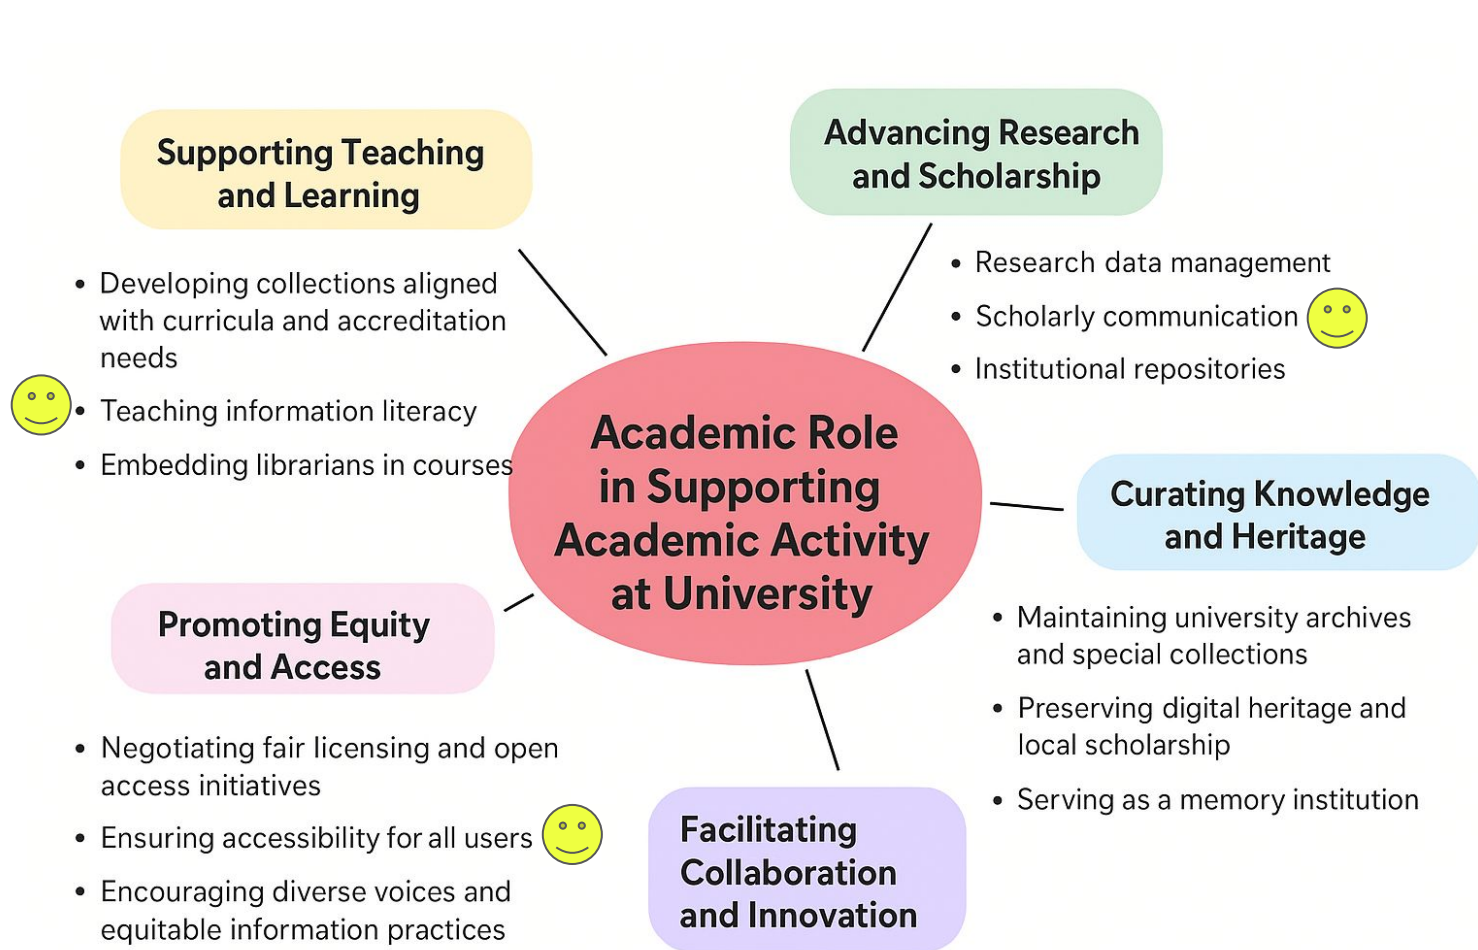 Supporting Teaching
and Learning
• Developing collections aligned
with curricula and accreditation
needs
• Teaching information literacy
• Embedding librarians in courses
Advancing Research
and Scholarship
• Research data management
• Scholarly communication
• Institutional repositories
Academic Role
in Supporting
Academic Activity
at University
Curating Knowledge
and Heritage
• Maintaining university archives
and special collections
• Preserving digital heritage and
local scholarship
• Serving as a memory institution
Promoting Equity
and Access
• Negotiating fair licensing and open
access initiatives
• Ensuring accessibility for all users
• Encouraging diverse voices and
equitable information practices
Facilitating
Collaboration
and Innovation